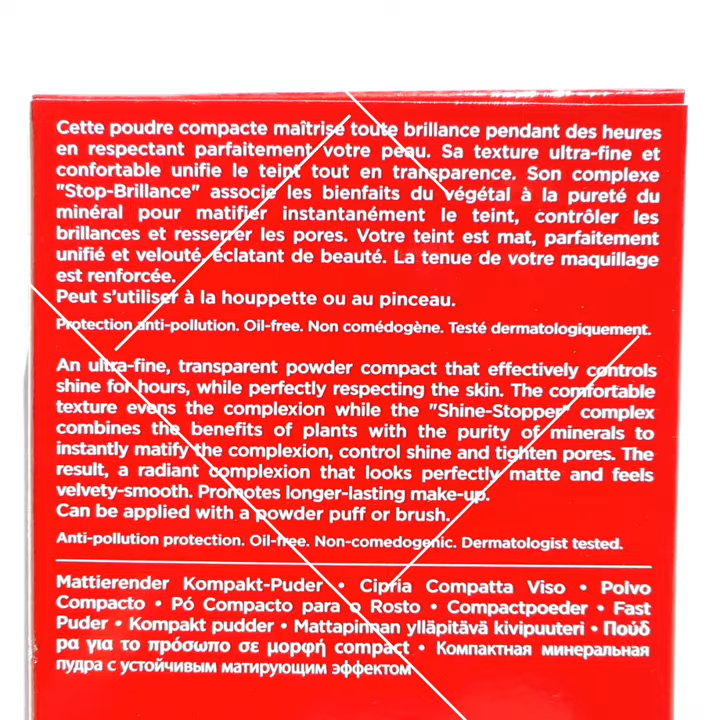 Cette poudre compacte maîtrise toute brillance pendant des heures
en respectant parfaitement votre peau. Sa texture ultra-fine et
confortable unifie le teint tout en transparence. Son complexe
"Stop-Brillance" associe les bienfaits du végétal à la pureté du
minéral pour matifier instantanément le teint, contrôler les
brillances et resserrer les pores. Votre teint est mat, parfaitement
unifié et velouté, éclatant de beauté. La tenue de votre maquillage
est renforcée.
Peut s'utiliser à la houppette ou au pinceau.
Protection anti-pollution. Oil-free. Non comédogène. Testé dermatologiquement.
An ultra-fine, transparent powder compact that effectively controls
shine for hours, while perfectly respecting the skin. The comfortable
texture evens the complexion while the "Shine-Stopper" complex
combines the benefits of plants with the purity of minerals to
instantly matify the complexion, control shine and tighten pores. The
result, a radiant complexion that looks perfectly matte and feels
velvety-smooth. Promotes longer-lasting make-up.
Can be applied with a powder puff or brush.
Anti-pollution protection. Oil-free. Non-comedogenic. Dermatologist tested.
Mattierender Kompakt-Puder • Cipria Compatta Viso • Polvo
Compacto • Pó Compacto para o Rosto • Compactpoeder • Fast
Puder • Kompakt pudder • Mattapinnan ylläpitävä kivipuuteri • Πούδ
ρα για το πρόσωπο σε μορφή compact • Компактная минеральная
пудра с устойчивым матирующим эффектом